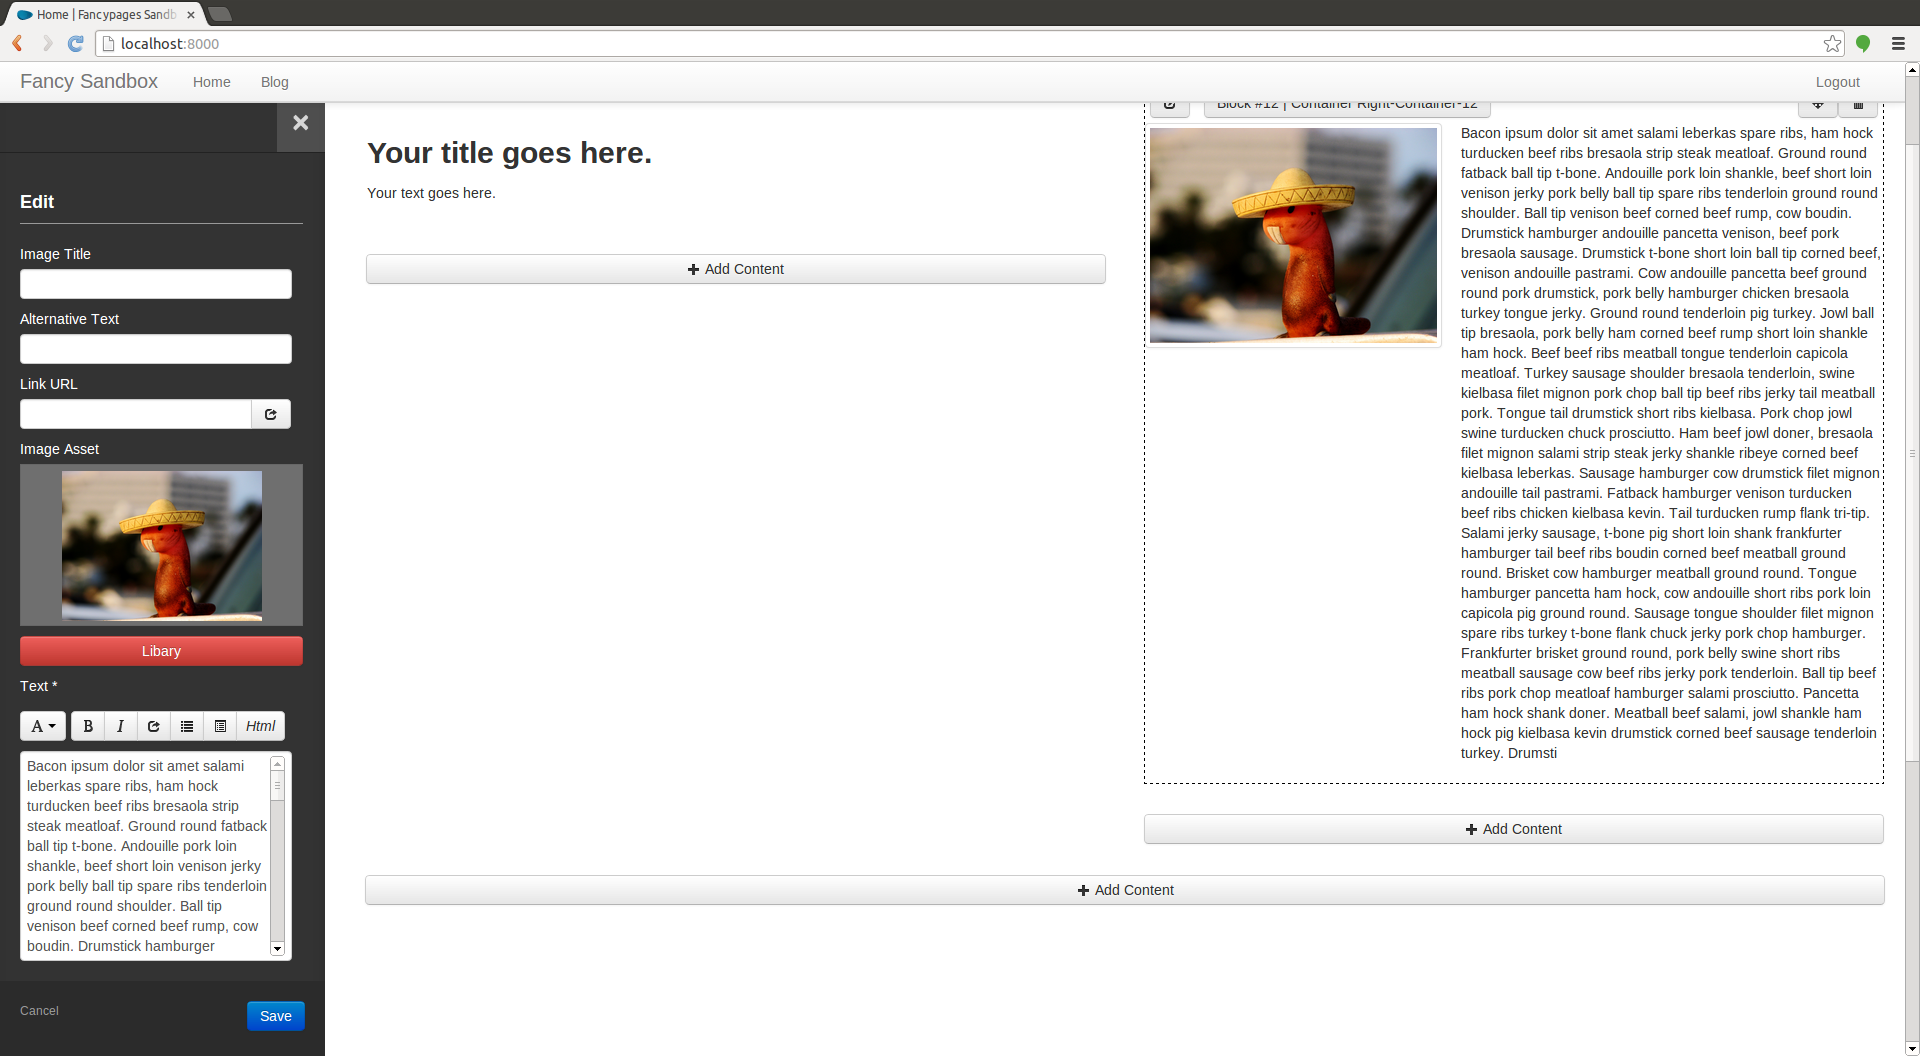 Home | Fancypages Sandb
localhost:8000
Fancy Sandbox
Home
Blog
Logout
Edit
Image Title
Alternative Text
Link URL
Image Asset
Libary
Text *
A
B
I
Html
Bacon ipsum dolor sit amet salami
leberkas spare ribs, ham hock
turducken beef ribs bresaola strip
steak meatloaf. Ground round fatback
ball tip t-bone. Andouille pork loin
shankle, beef short loin venison jerky
pork belly ball tip spare ribs tenderloin
ground round shoulder. Ball tip
venison beef corned beef rump, cow
boudin. Drumstick hamburger
Cancel
Save
Your title goes here.
Your text goes here.
Add Content
Block #12 | Container Right-Container-12
Bacon ipsum dolor sit amet salami leberkas spare ribs, ham hock
turducken beef ribs bresaola strip steak meatloaf. Ground round
fatback ball tip t-bone. Andouille pork loin shankle, beef short loin
venison jerky pork belly ball tip spare ribs tenderloin ground round
shoulder. Ball tip venison beef corned beef rump, cow boudin.
Drumstick hamburger andouille pancetta venison, beef pork
bresaola sausage. Drumstick t-bone short loin ball tip corned beef,
venison andouille pastrami. Cow andouille pancetta beef ground
round pork drumstick, pork belly hamburger chicken bresaola
turkey tongue jerky. Ground round tenderloin pig turkey. Jowl ball
tip bresaola, pork belly ham corned beef rump short loin shankle
ham hock. Beef beef ribs meatball tongue tenderloin capicola
meatloaf. Turkey sausage shoulder bresaola tenderloin, swine
kielbasa filet mignon pork chop ball tip beef ribs jerky tail meatball
pork. Tongue tail drumstick short ribs kielbasa. Pork chop jowl
swine turducken chuck prosciutto. Ham beef jowl doner, bresaola
filet mignon salami strip steak jerky shankle ribeye corned beef
kielbasa leberkas. Sausage hamburger cow drumstick filet mignon
andouille tail pastrami. Fatback hamburger venison turducken
beef ribs chicken kielbasa kevin. Tail turducken rump flank tri-tip.
Salami jerky sausage, t-bone pig short loin shank frankfurter
hamburger tail beef ribs boudin corned beef meatball ground
round. Brisket cow hamburger meatball ground round. Tongue
hamburger pancetta ham hock, cow andouille short ribs pork loin
capicola pig ground round. Sausage tongue shoulder filet mignon
spare ribs turkey t-bone flank chuck jerky pork chop hamburger.
Frankfurter brisket ground round, pork belly swine short ribs
meatball sausage cow beef ribs jerky pork tenderloin. Ball tip beef
ribs pork chop meatloaf hamburger salami prosciutto. Pancetta
ham hock shank doner. Meatball beef salami, jowl shankle ham
hock pig kielbasa kevin drumstick corned beef sausage tenderloin
turkey. Drumsti
Add Content
Add Content